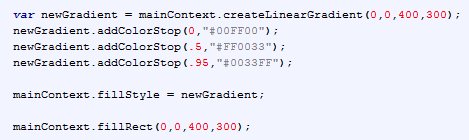 var newGradient = mainContext.createLinearGradient(0,0,400,300);
newGradient.addColorStop(0,"#00FF00");
newGradient.addColorStop(.5,"#FF0033");
newGradient.addColorStop(.95,"#0033FF");
mainContext.fillStyle = newGradient;
mainContext.fillRect(0,0,400,300);